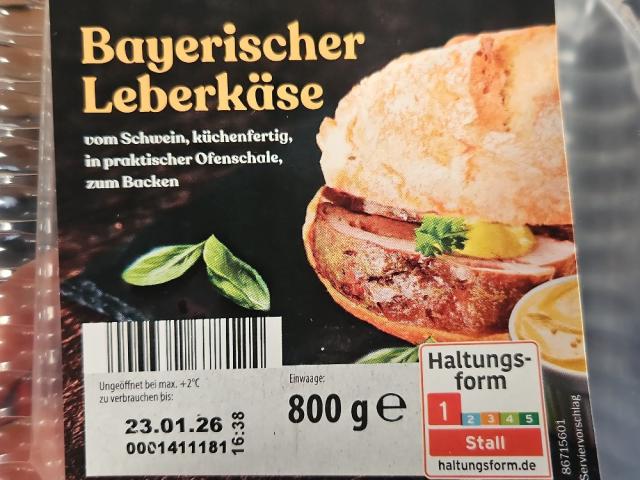 Bayerischer
Leberkäse
vom Schwein, küchenfertig,
in praktischer Ofenschale,
zum Backen
Ungeöffnet bei max. +2°C
zu verbrauchen bis:
23.01.26
0001411181
16:38
Einwaage:
800 g ℮
Haltungs-
form
1 2 3 4 5
Stall
haltungsform.de
86715601
Serviervorschlag